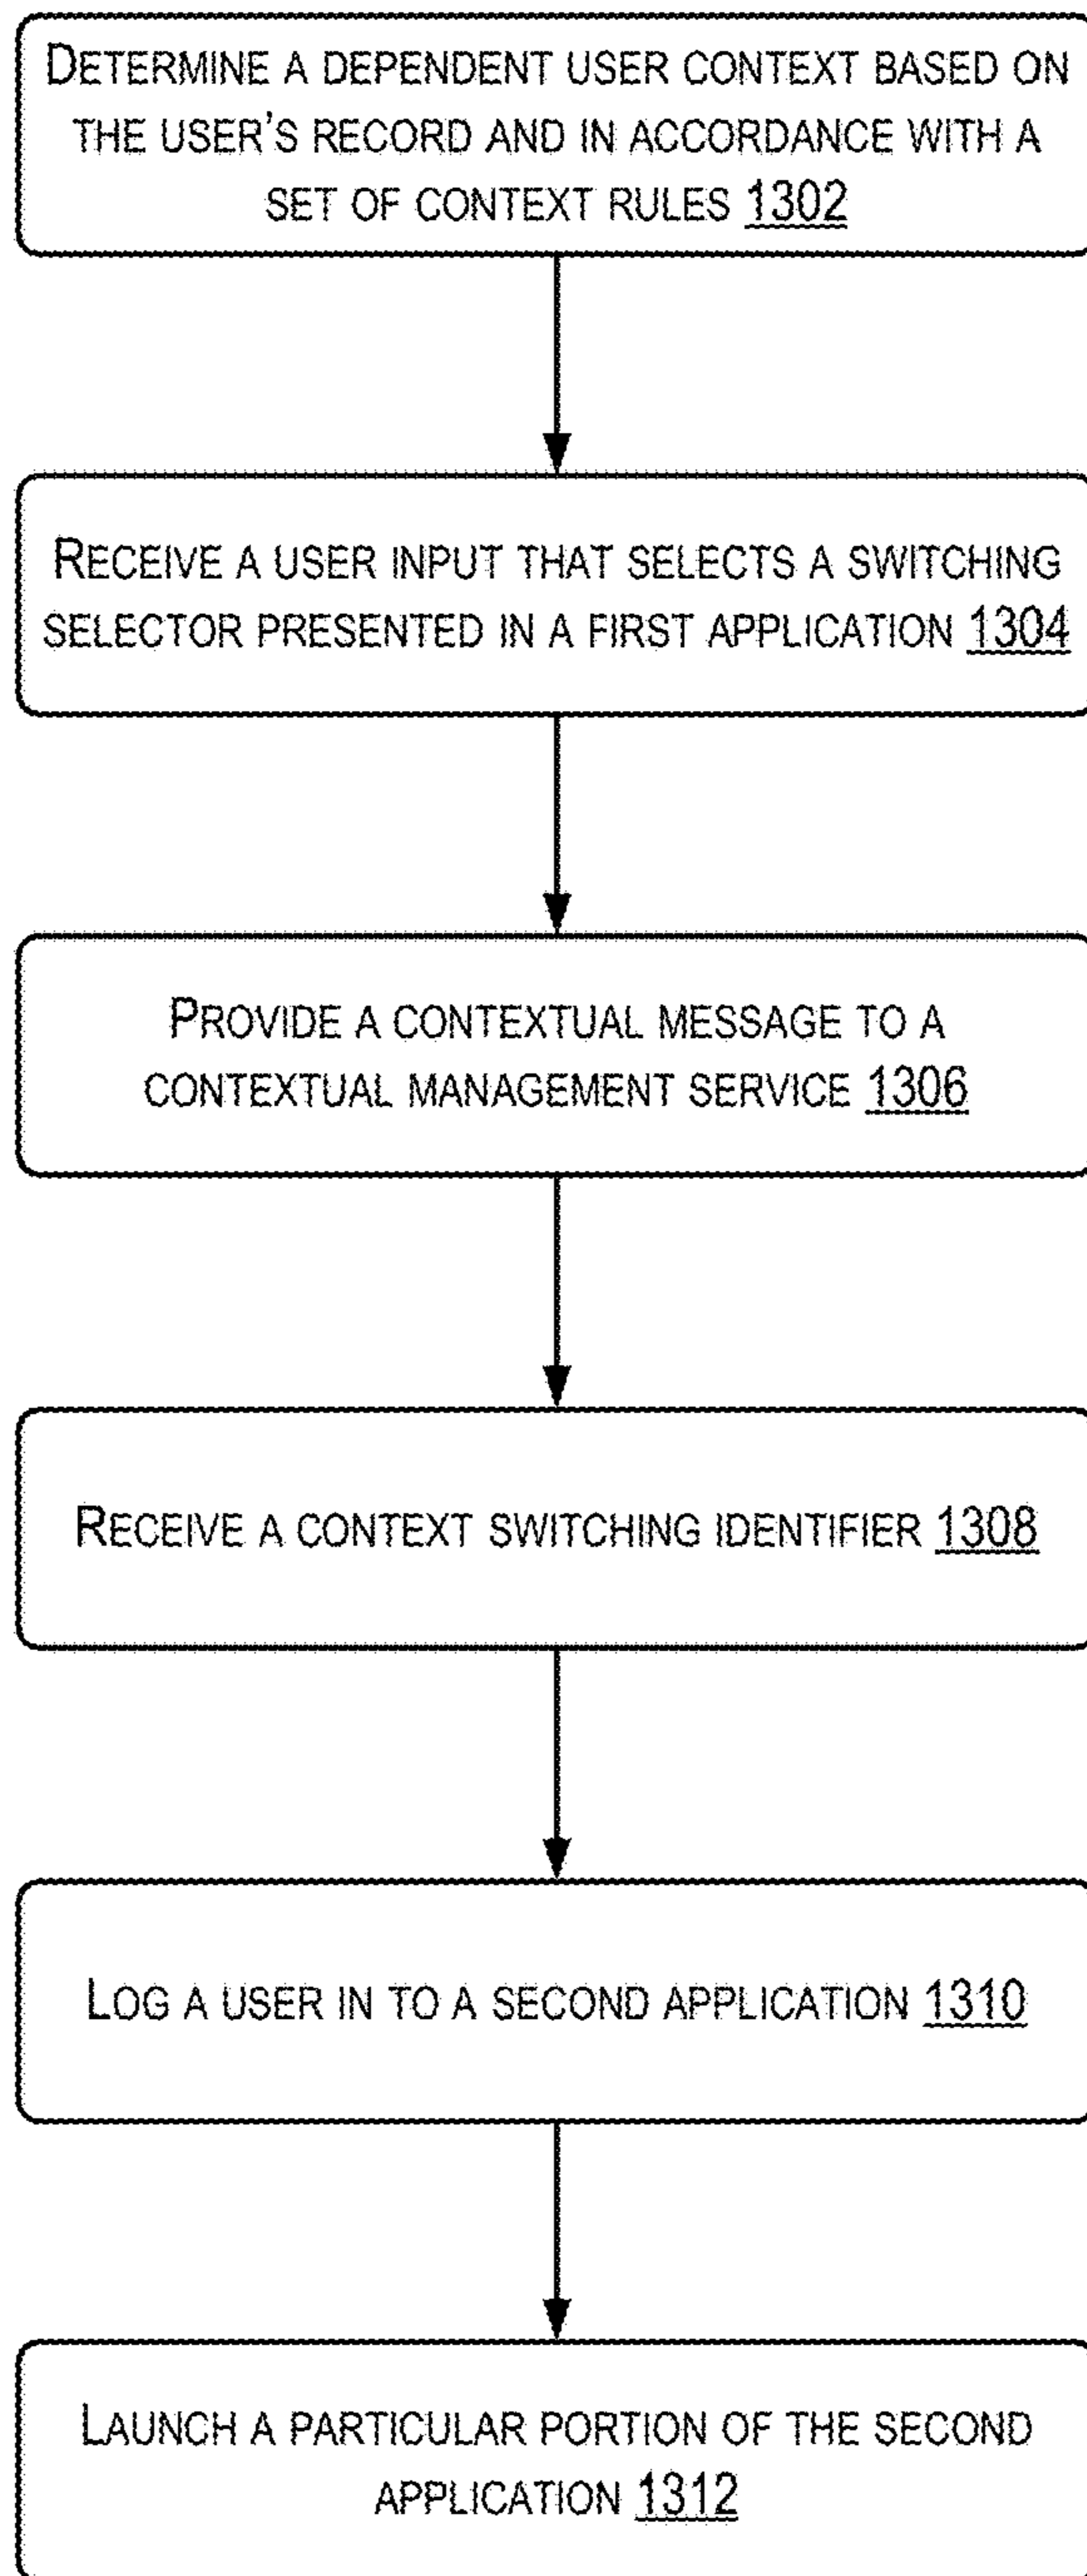 DETERMINE A DEPENDENT USER CONTEXT BASED ON
THE USER'S RECORD AND IN ACCORDANCE WITH A
SET OF CONTEXT RULES 1302
RECEIVE A USER INPUT THAT SELECTS A SWITCHING
SELECTOR PRESENTED IN A FIRST APPLICATION 1304
PROVIDE A CONTEXTUAL MESSAGE TO A
CONTEXTUAL MANAGEMENT SERVICE 1306
RECEIVE A CONTEXT SWITCHING IDENTIFIER 1308
LOG A USER IN TO A SECOND APPLICATION 1310
LAUNCH A PARTICULAR PORTION OF THE SECOND
APPLICATION 1312